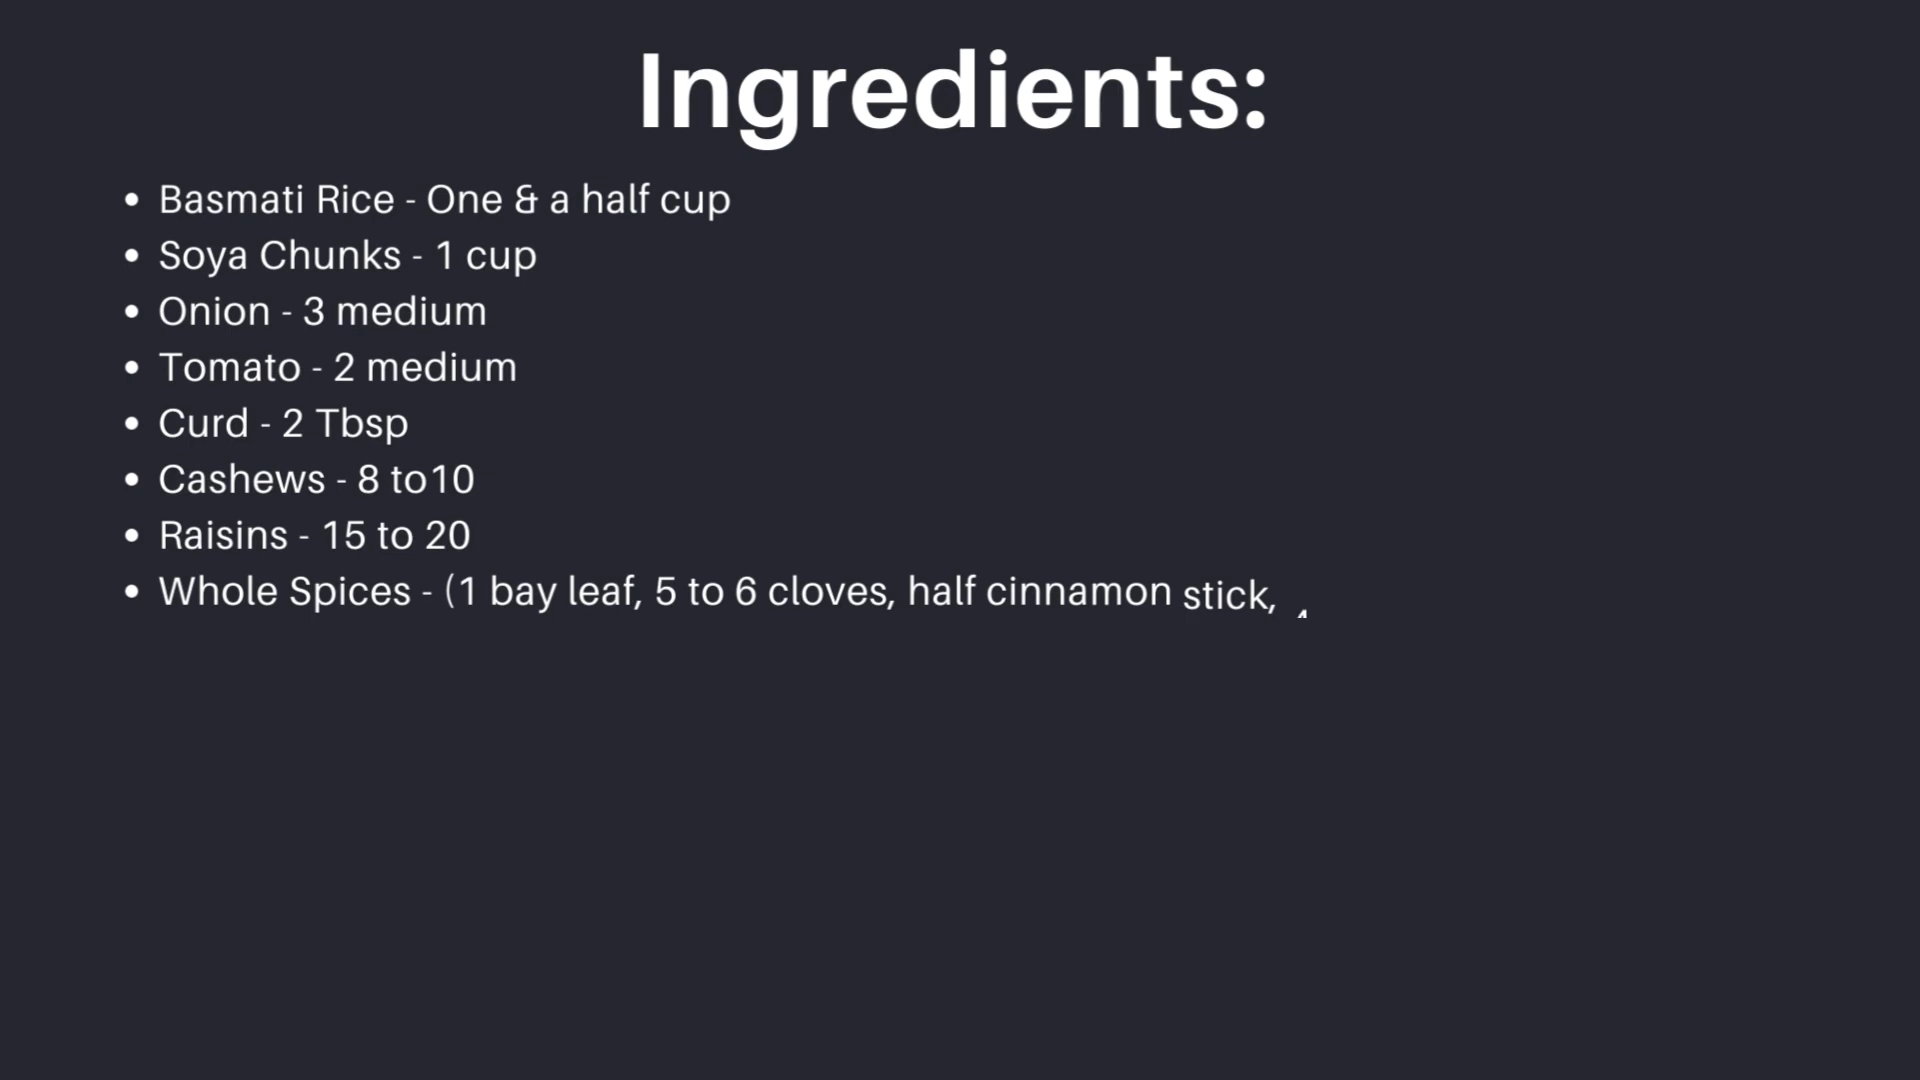 Ingredients:
• Basmati Rice - One & a half cup
• Soya Chunks - 1 cup
• Onion - 3 medium
• Tomato - 2 medium
• Curd - 2 Tbsp
• Cashews - 8 to10
• Raisins - 15 to 20
• Whole Spices - (1 bay leaf, 5 to 6 cloves, half cinnamon stick,